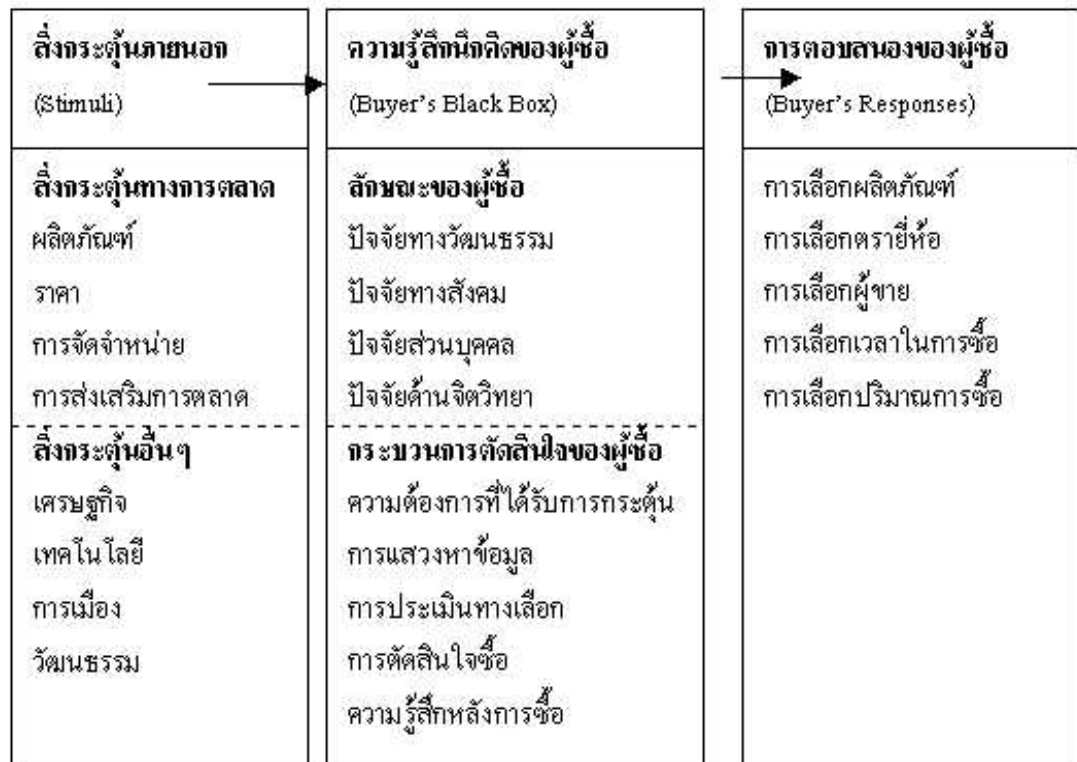 สิ่งกระตุ้นภายนอก
(Stimuli)
สิ่งกระตุ้นทางการตลาด
ผลิตภัณฑ์
ราคา
การจัดจำหน่าย
การส่งเสริมการตลาด
สิ่งกระตุ้นอื่นๆ
เศรษฐกิจ
เทคโนโลยี
การเมือง
วัฒนธรรม
ความรู้สึกนึกคิดของผู้ซื้อ
(Buyer's Black Box)
ลักษณะของผู้ซื้อ
ปัจจัยทางวัฒนธรรม
ปัจจัยทางสังคม
ปัจจัยส่วนบุคคล
ปัจจัยด้านจิตวิทยา
กระบวนการตัดสินใจของผู้ซื้อ
ความต้องการที่ได้รับการกระตุ้น
การแสวงหาข้อมูล
การประเมินทางเลือก
การตัดสินใจซื้อ
ความรู้สึกหลังการซื้อ
การตอบสนองของผู้ซื้อ
(Buyer's Responses)
การเลือกผลิตภัณฑ์
การเลือกตรายี่ห้อ
การเลือกผู้ขาย
การเลือกเวลาในการซื้อ
การเลือกปริมาณการซื้อ